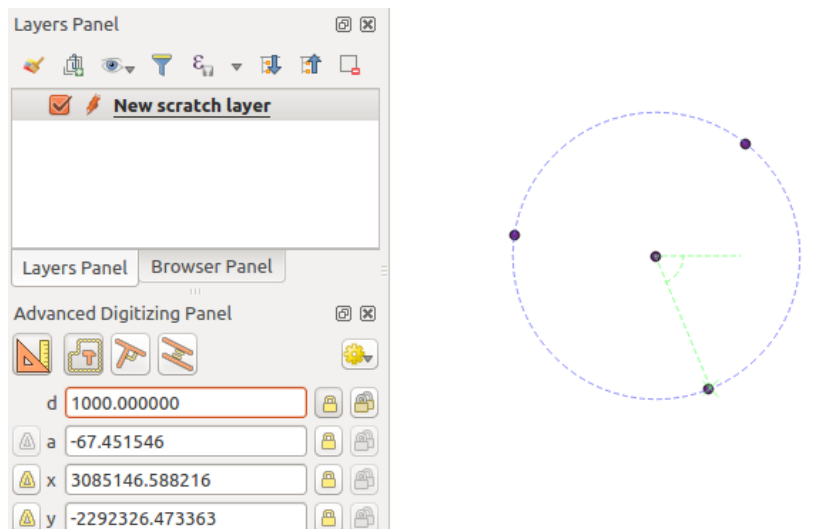 Layers Panel
New scratch layer
Layers Panel
Browser Panel
Advanced Digitizing Panel
d 1000.000000
a -67.451546
x 3085146.588216
y -2292326.473363